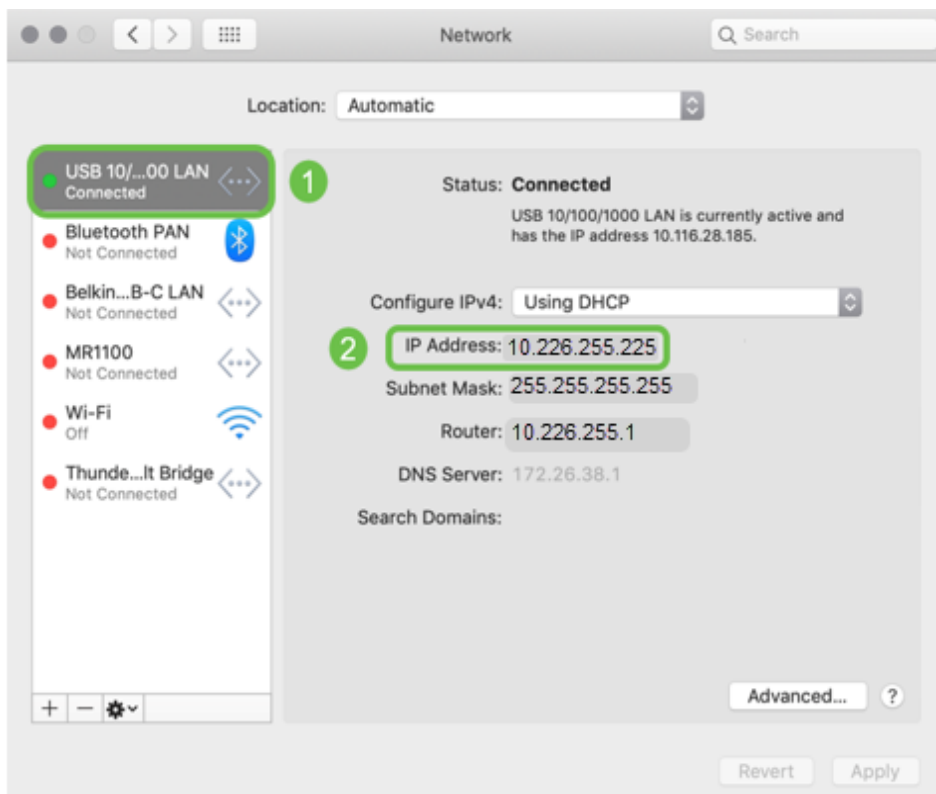 Network
Search
Location: Automatic
USB 10/...00 LAN
Connected
1
Bluetooth PAN
Not Connected
Belkin...B-C LAN
Not Connected
MR1100
Not Connected
Wi-Fi
Off
Thunde...lt Bridge
Not Connected
Status: Connected
USB 10/100/1000 LAN is currently active and
has the IP address 10.116.28.185.
Configure IPv4: Using DHCP
2 IP Address: 10.226.255.225
Subnet Mask: 255.255.255.255
Router: 10.226.255.1
DNS Server: 172.26.38.1
Search Domains:
Advanced... ?
Revert Apply